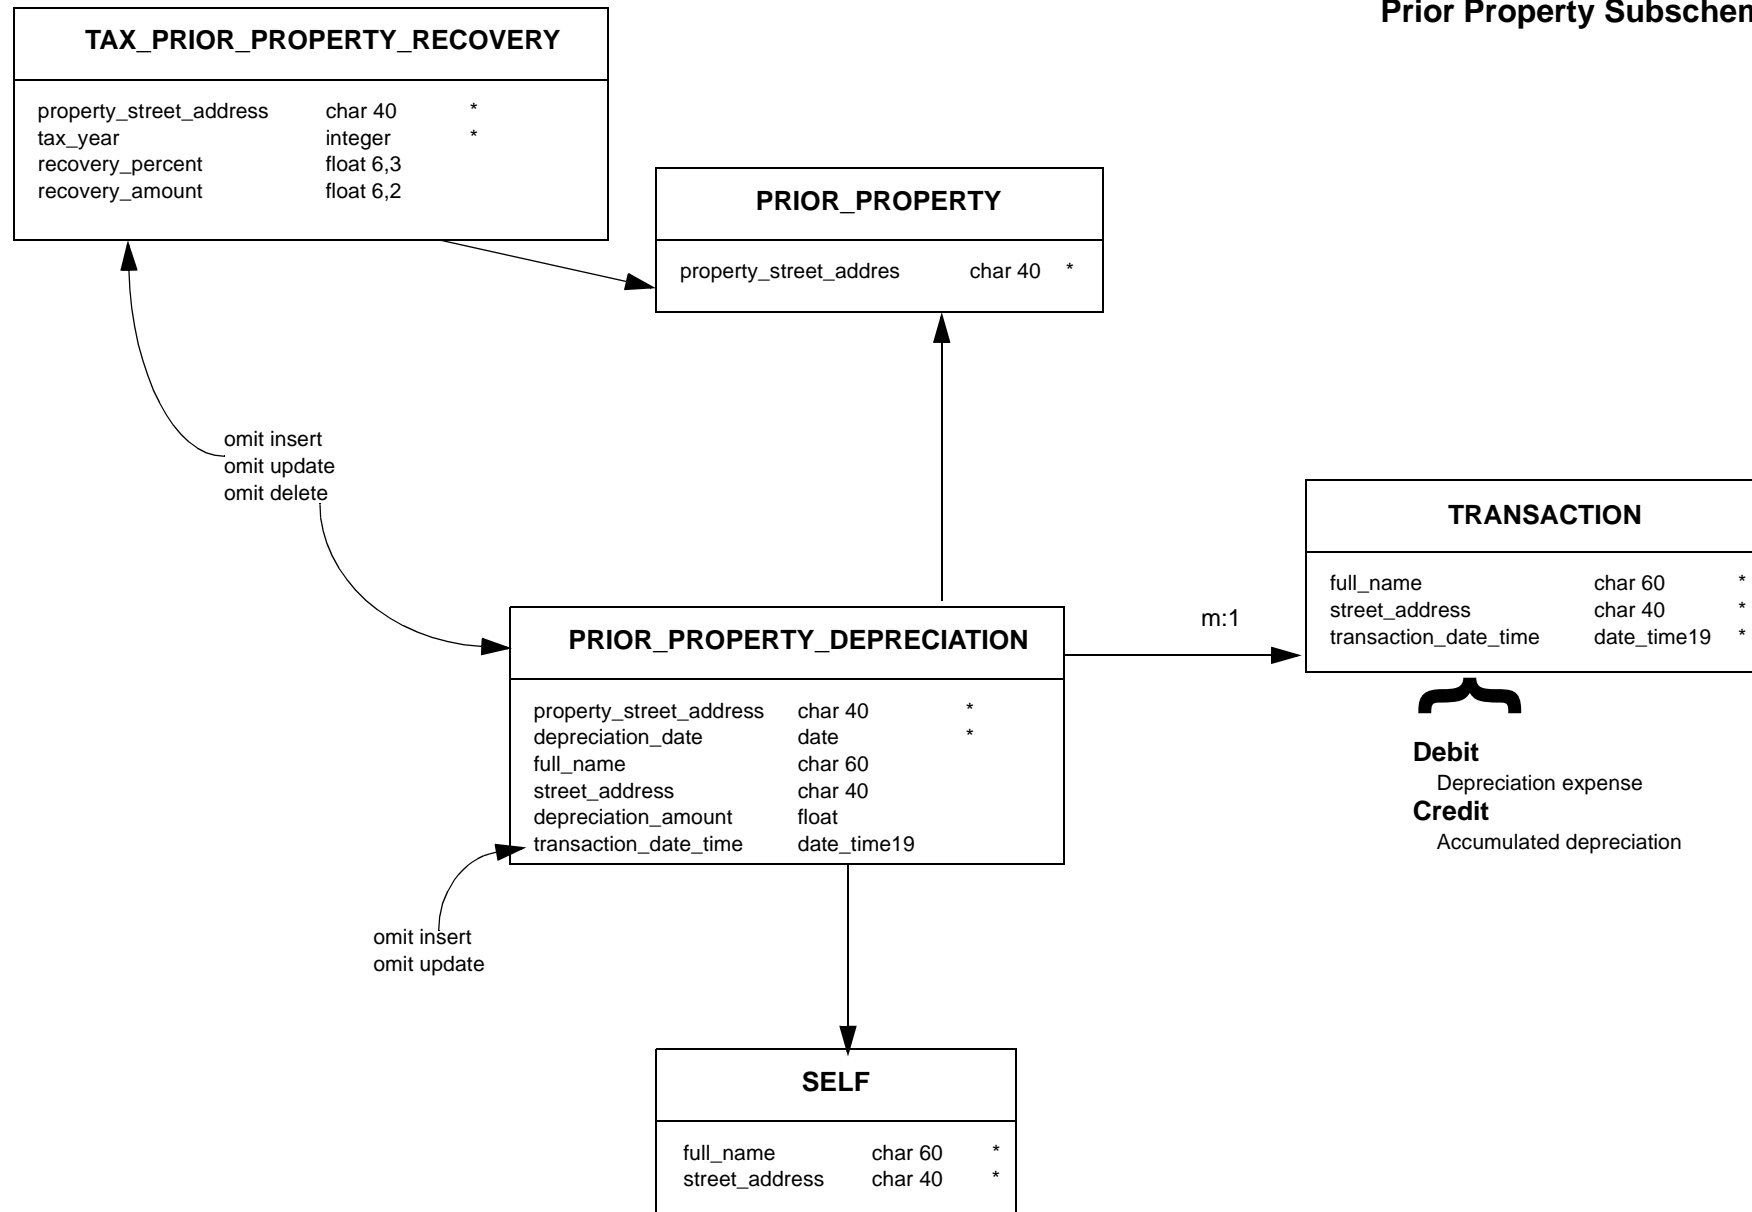 Prior Property Subschem
TAX_PRIOR_PROPERTY_RECOVERY
property_street_address char 40 *
tax_year integer *
recovery_percent float 6,3
recovery_amount float 6,2
PRIOR_PROPERTY
property_street_addres char 40 *
omit insert
omit update
omit delete
TRANSACTION
full_name char 60 *
street_address char 40 *
transaction_date_time date_time19 *
m:1
PRIOR_PROPERTY_DEPRECIATION
property_street_address char 40 *
depreciation_date date *
full_name char 60
street_address char 40
depreciation_amount float
transaction_date_time date_time19
{
Debit
Depreciation expense
Credit
Accumulated depreciation
omit insert
omit update
SELF
full_name char 60 *
street_address char 40 *